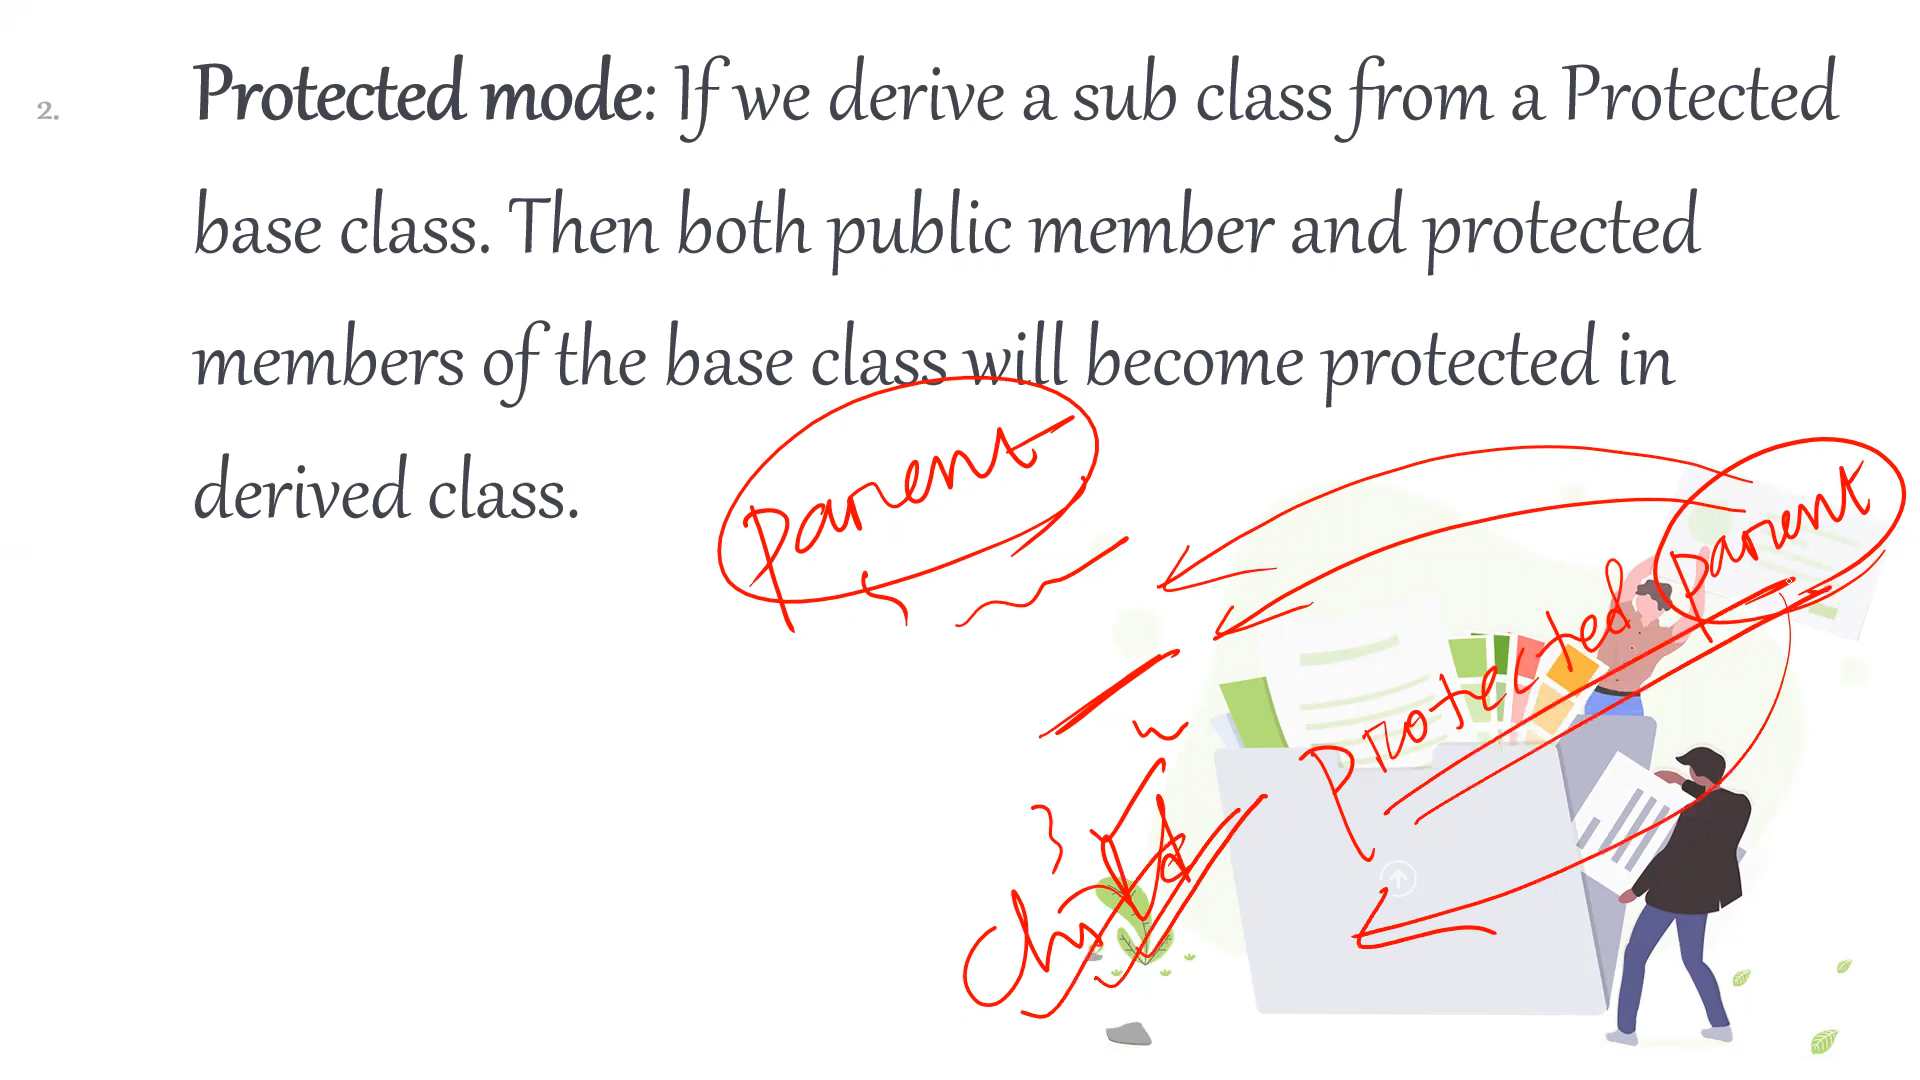 2.
Protected mode: If we derive a sub class from a Protected
base class. Then both public member and protected
members of the base class will become protected in
derived class.
parent
parent
protected
child